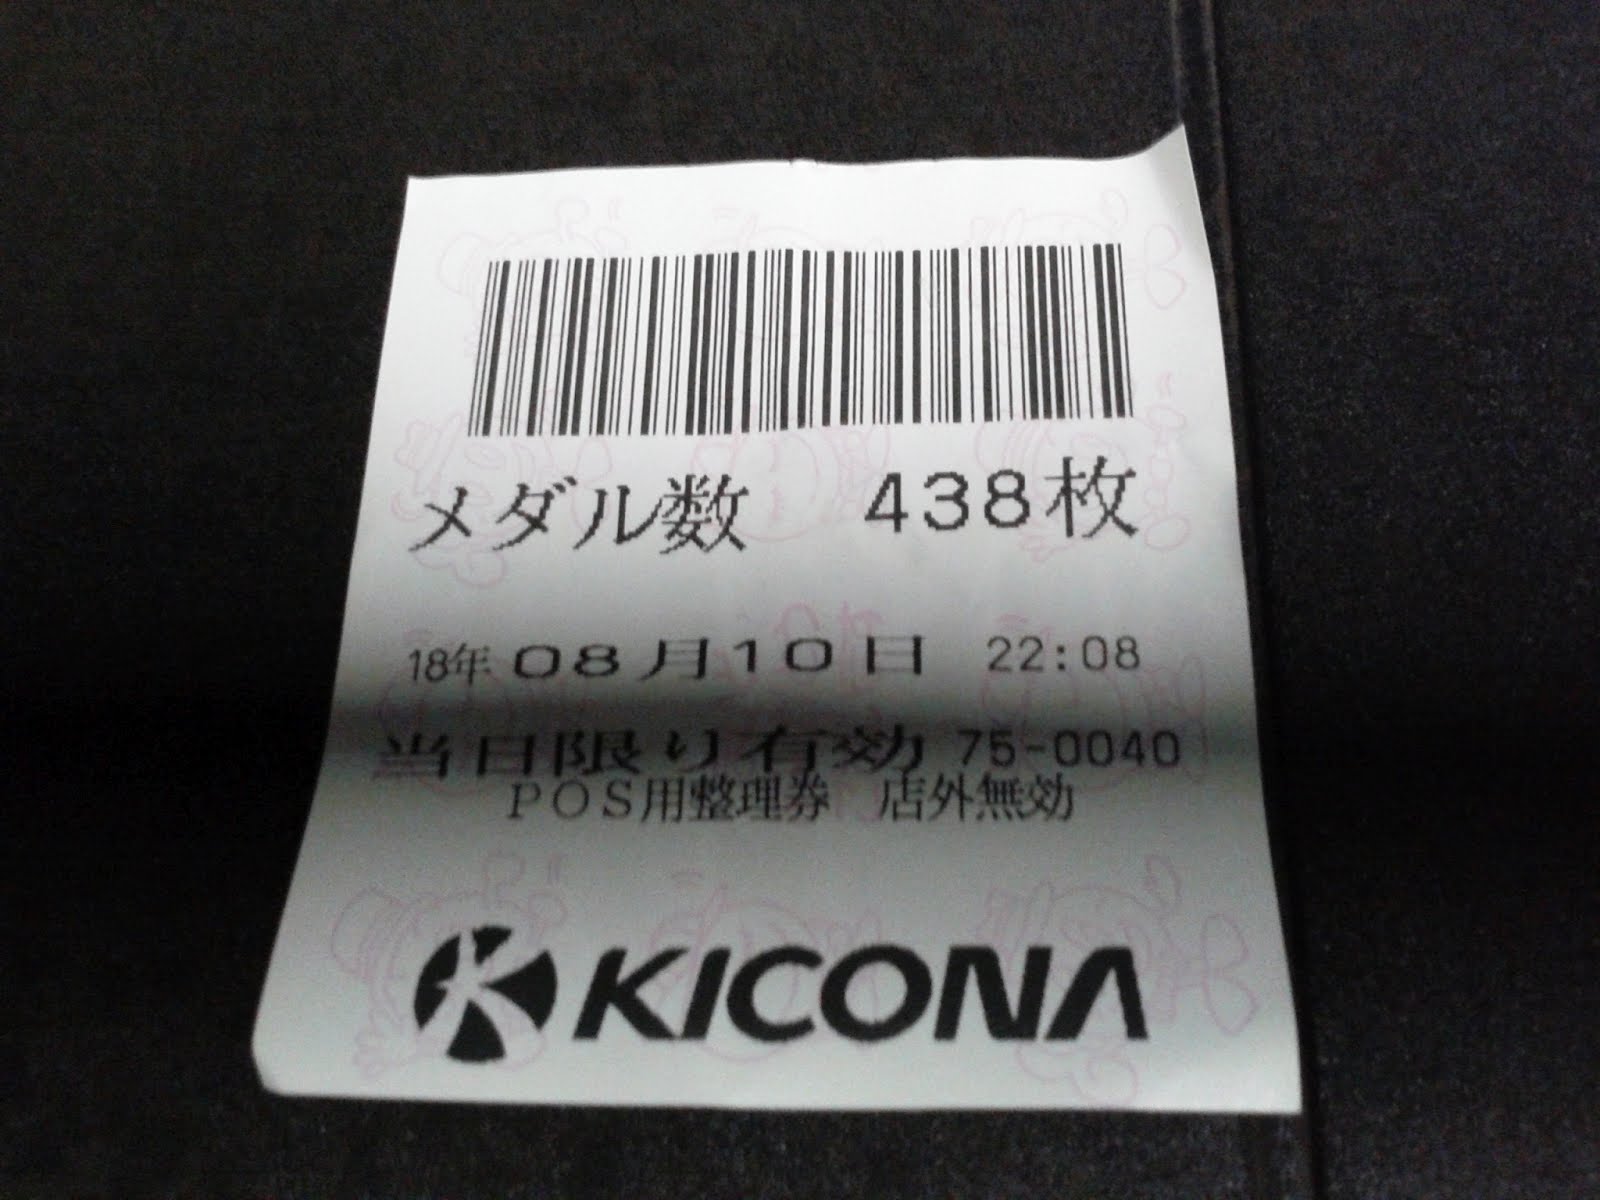 メダル数 438枚
18年 08月10日 22:08
当日限り有効 75-0040
POS用整理券 店外無効
KICONA